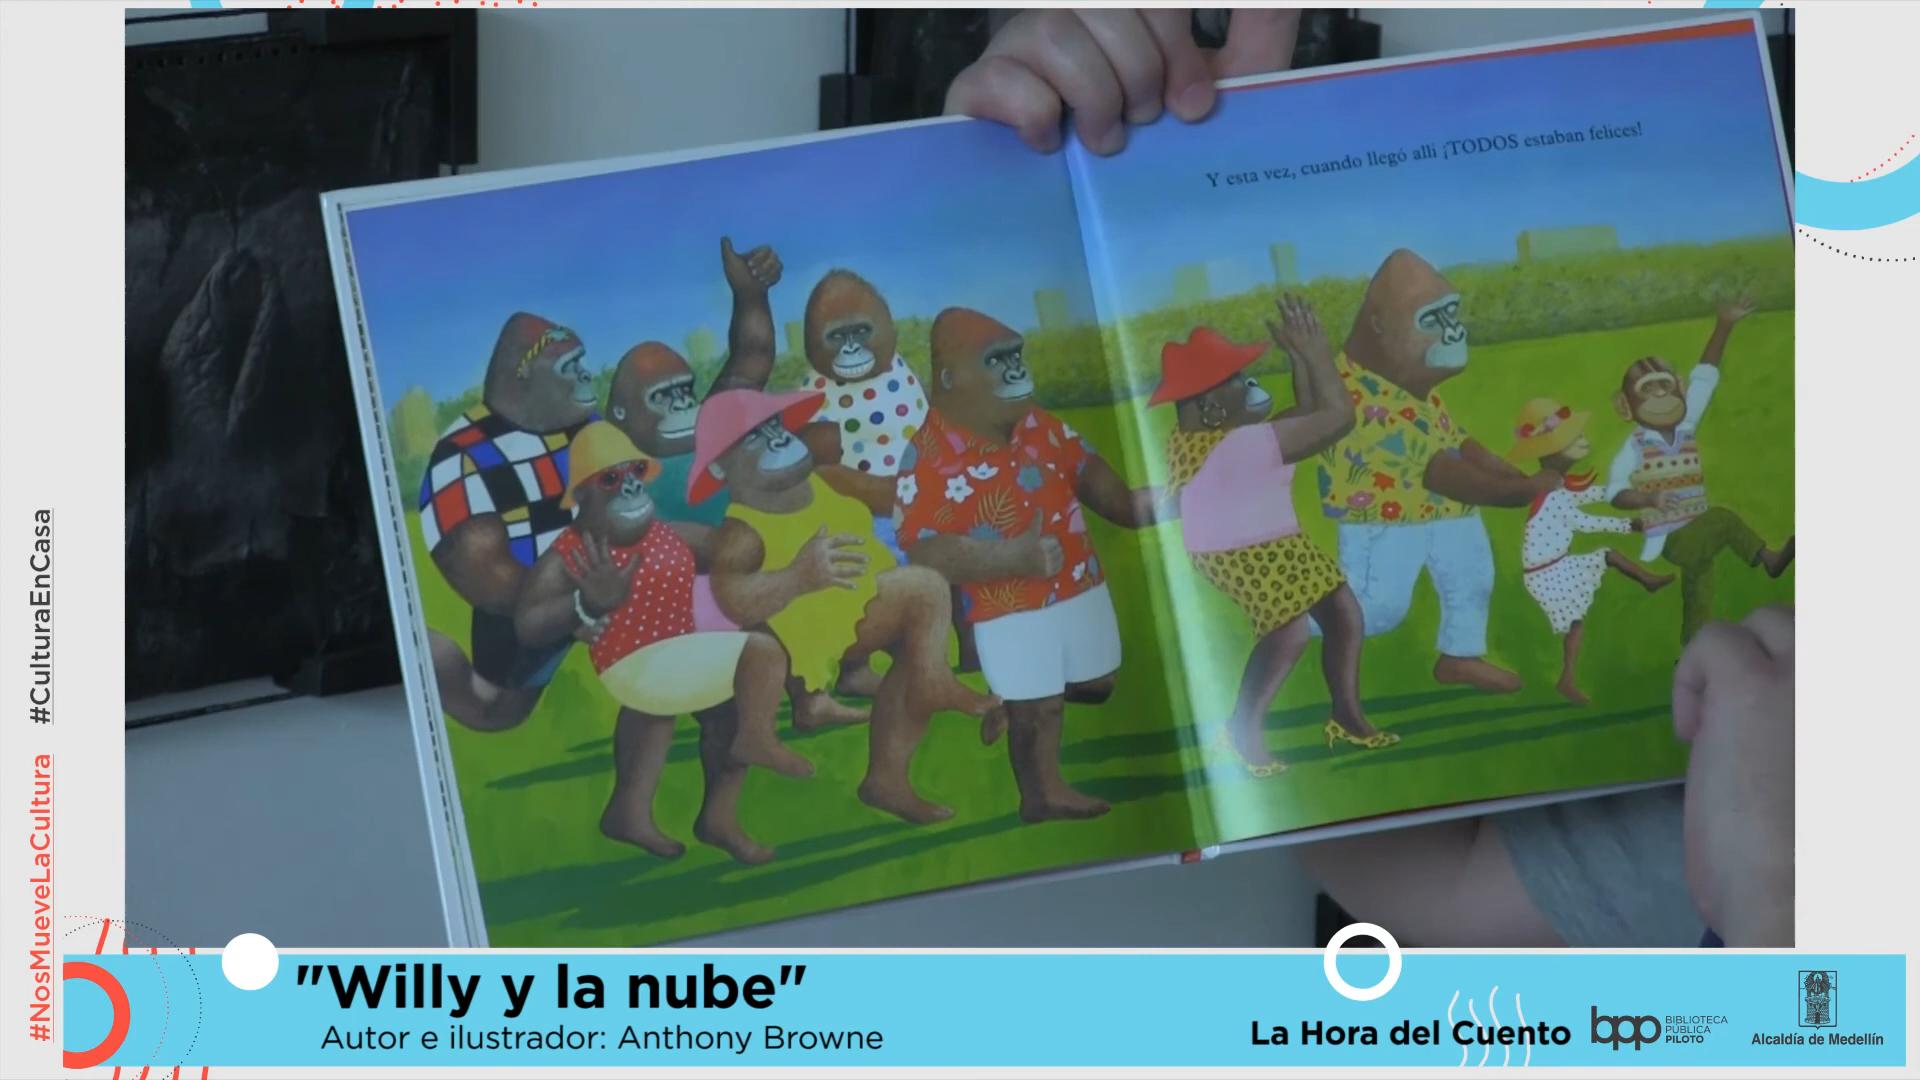 Y esta vez, cuando llegó allí ¡TODOS estaban felices!
#NosMueveLaCultura #CulturaEnCasa
"Willy y la nube"
Autor e ilustrador: Anthony Browne
La Hora del Cuento
bpp
BIBLIOTECA
PÚBLICA
PILOTO
Alcaldía de Medellín